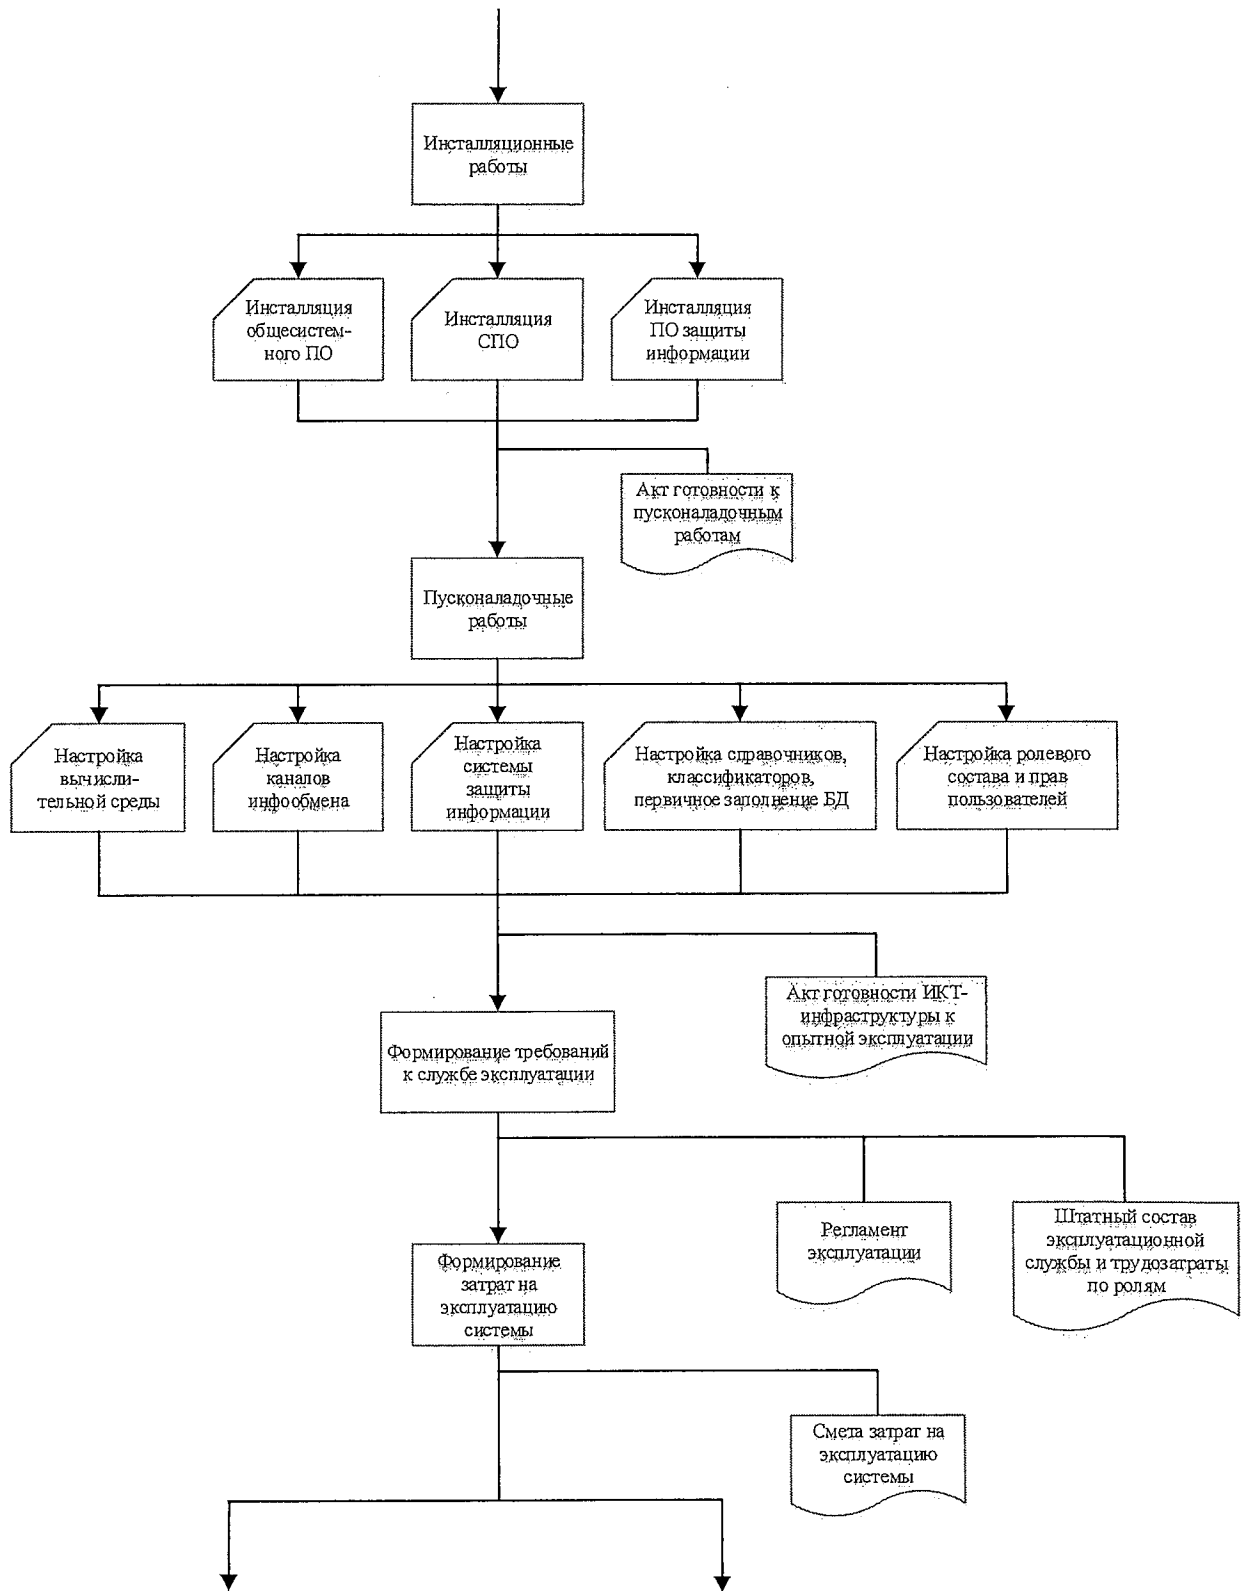 Инсталляционные
работы
Инсталляция
общесистем-
ного ПО
Инсталляция
СПО
Инсталляция
ПО защиты
информации
Акт готовности к
пусконаладочным
работам
Пусконаладочные
работы
Настройка
вычисли-
тельной среды
Настройка
каналов
инфообмена
Настройка
системы
защиты
информации
Настройка справочников,
классификаторов,
первичное заполнение БД
Настройка ролевого
состава и прав
пользователей
Акт готовности ИКТ-
инфраструктуры к
опытной эксплуатации
Формирование требований
к службе эксплуатации
Регламент
эксплуатации
Штатный состав
эксплуатационной
службы и трудозатраты
по ролям
Формирование
затрат на
эксплуатацию
системы
Смета затрат на
эксплуатацию
системы